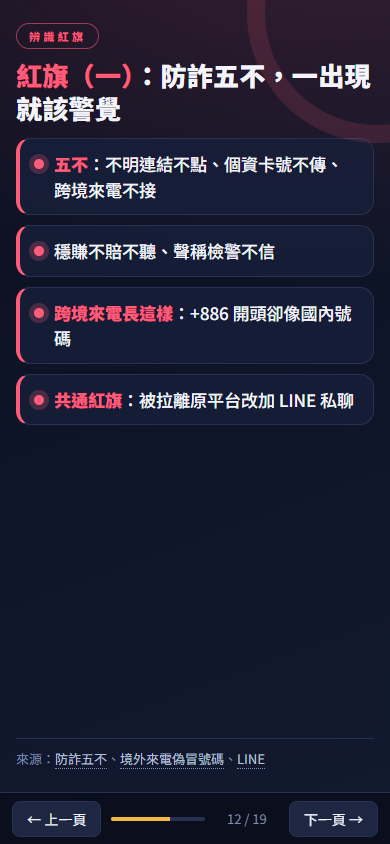 辨識紅旗
紅旗（一）：防詐五不，一出現
就該警覺
五不：不明連結不點、個資卡號不傳、
跨境來電不接
穩賺不賠不聽、聲稱檢警不信
跨境來電長這樣：+886 開頭卻像國內號
碼
共通紅旗：被拉離原平台改加 LINE 私聊
來源：防詐五不、境外來電偽冒號碼、LINE
← 上一頁
12 / 19
下一頁 →